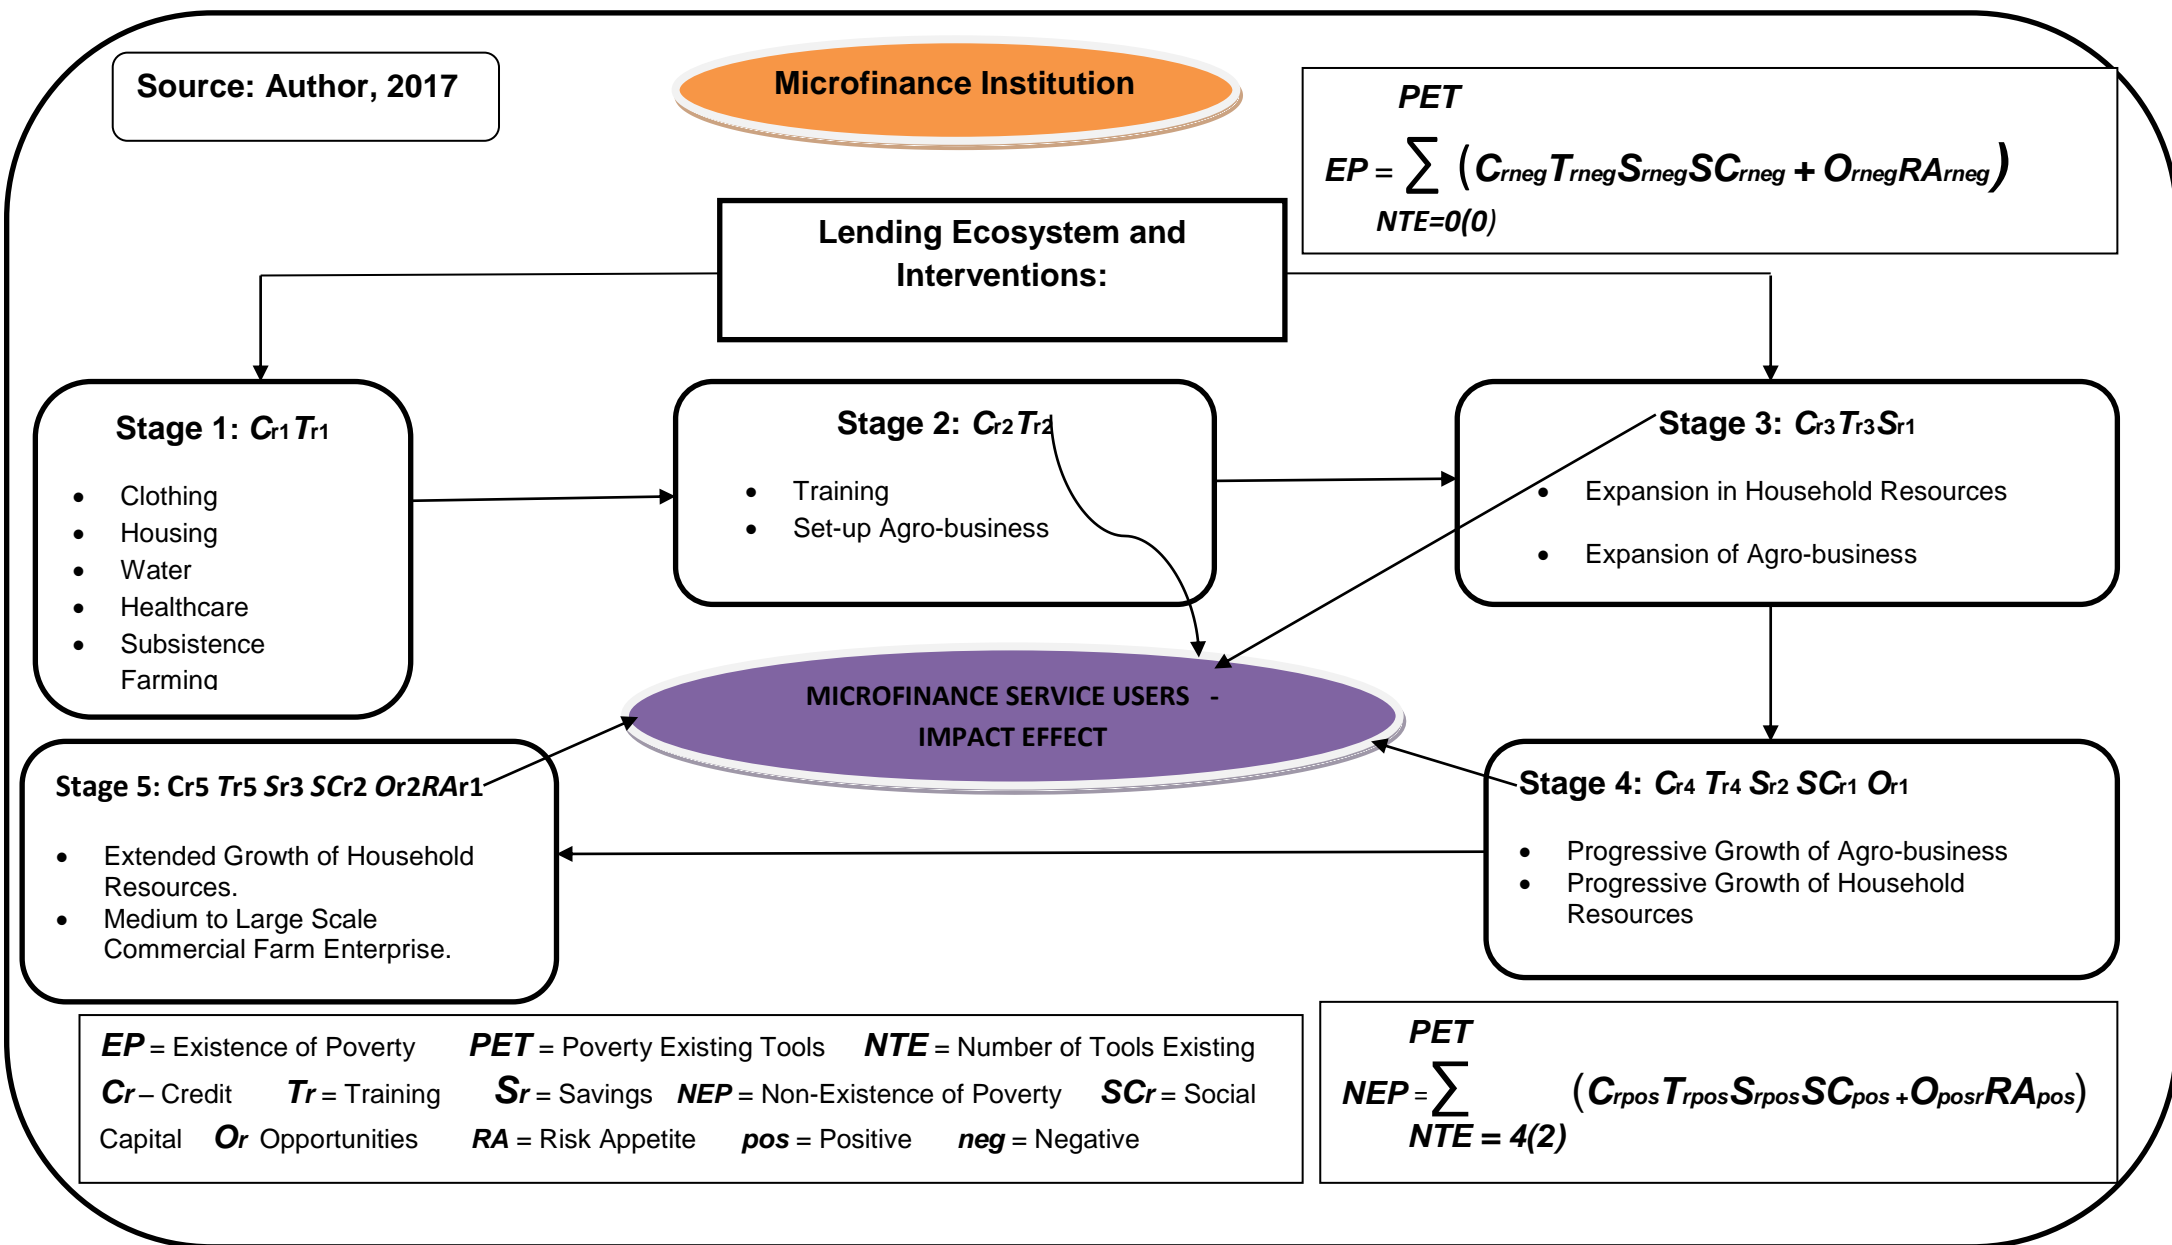 Source: Author, 2017
Microfinance Institution
PET
EP = ∑ (CrnegTrnegSrnegSCrneg + OrnegRArneg)
NTE=0(0)
Lending Ecosystem and
Interventions:
Stage 1: Cr1 Tr1
• Clothing
• Housing
• Water
• Healthcare
• Subsistence
Farming
Stage 2: Cr2 Tr2
• Training
• Set-up Agro-business
Stage 3: Cr3 Tr3 Sr1
• Expansion in Household Resources
• Expansion of Agro-business
MICROFINANCE SERVICE USERS -
IMPACT EFFECT
Stage 4: Cr4 Tr4 Sr2 SCr1 Or1
• Progressive Growth of Agro-business
• Progressive Growth of Household
Resources
Stage 5: Cr5 Tr5 Sr3 SCr2 Or2RAr1
• Extended Growth of Household
Resources.
• Medium to Large Scale
Commercial Farm Enterprise.
EP = Existence of Poverty PET = Poverty Existing Tools NTE = Number of Tools Existing
Cr – Credit Tr = Training Sr = Savings NEP = Non-Existence of Poverty SCr = Social
Capital Or Opportunities RA = Risk Appetite pos = Positive neg = Negative
PET
NEP = ∑ (CrposTrposSrposSCpos +OposrRApos)
NTE = 4(2)